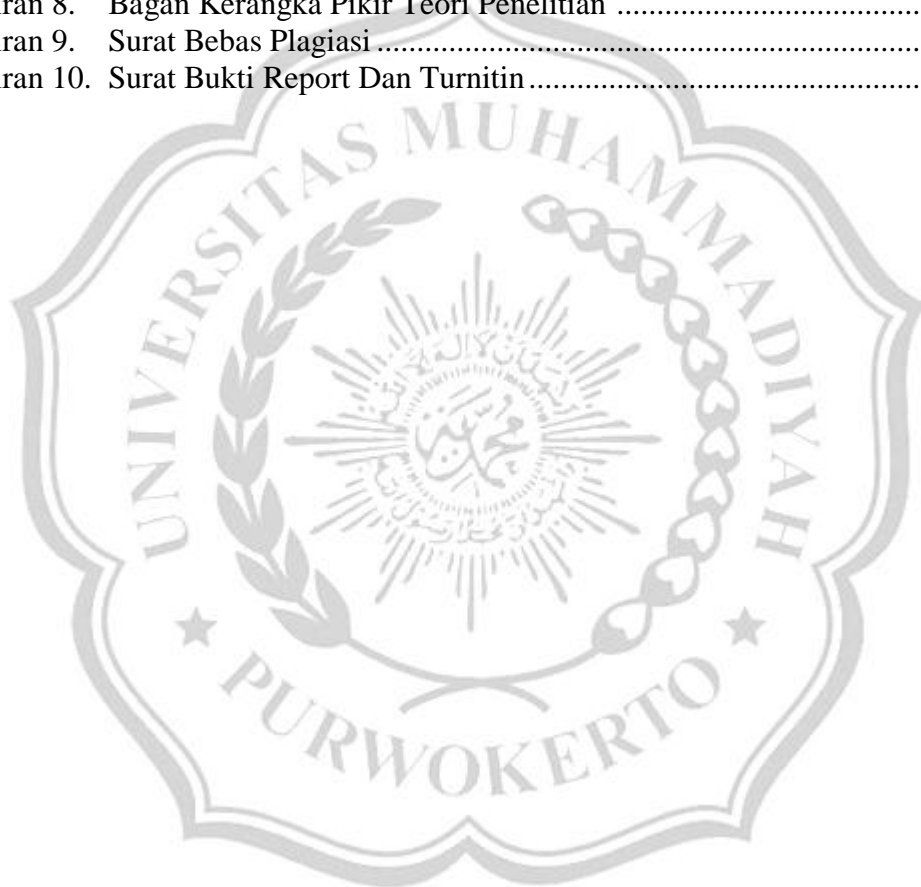 ran 8. Bagan Kerangka Pikir Teori Penelitian ........................................
ran 9. Surat Bebas Plagiasi ........................................................................
ran 10. Surat Bukti Report Dan Turnitin ....................................................
UNIVERSITAS MUHAMMADIYAH
محمدية
PURWOKERTO